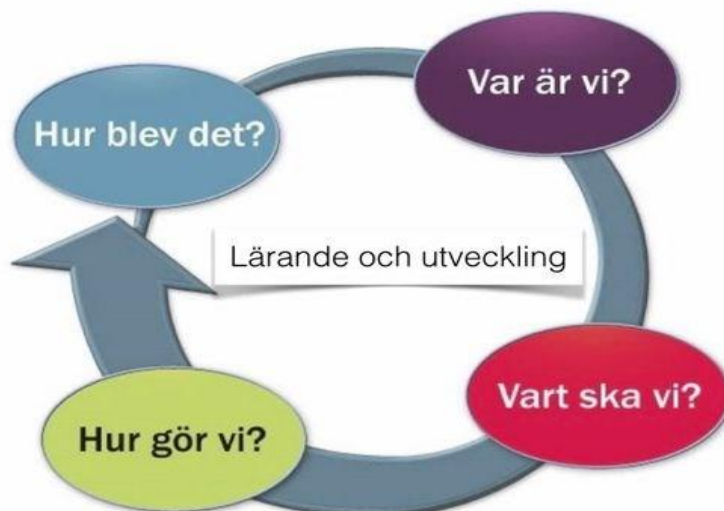 Var är vi?
Hur blev det?
Lärande och utveckling
Vart ska vi?
Hur gör vi?